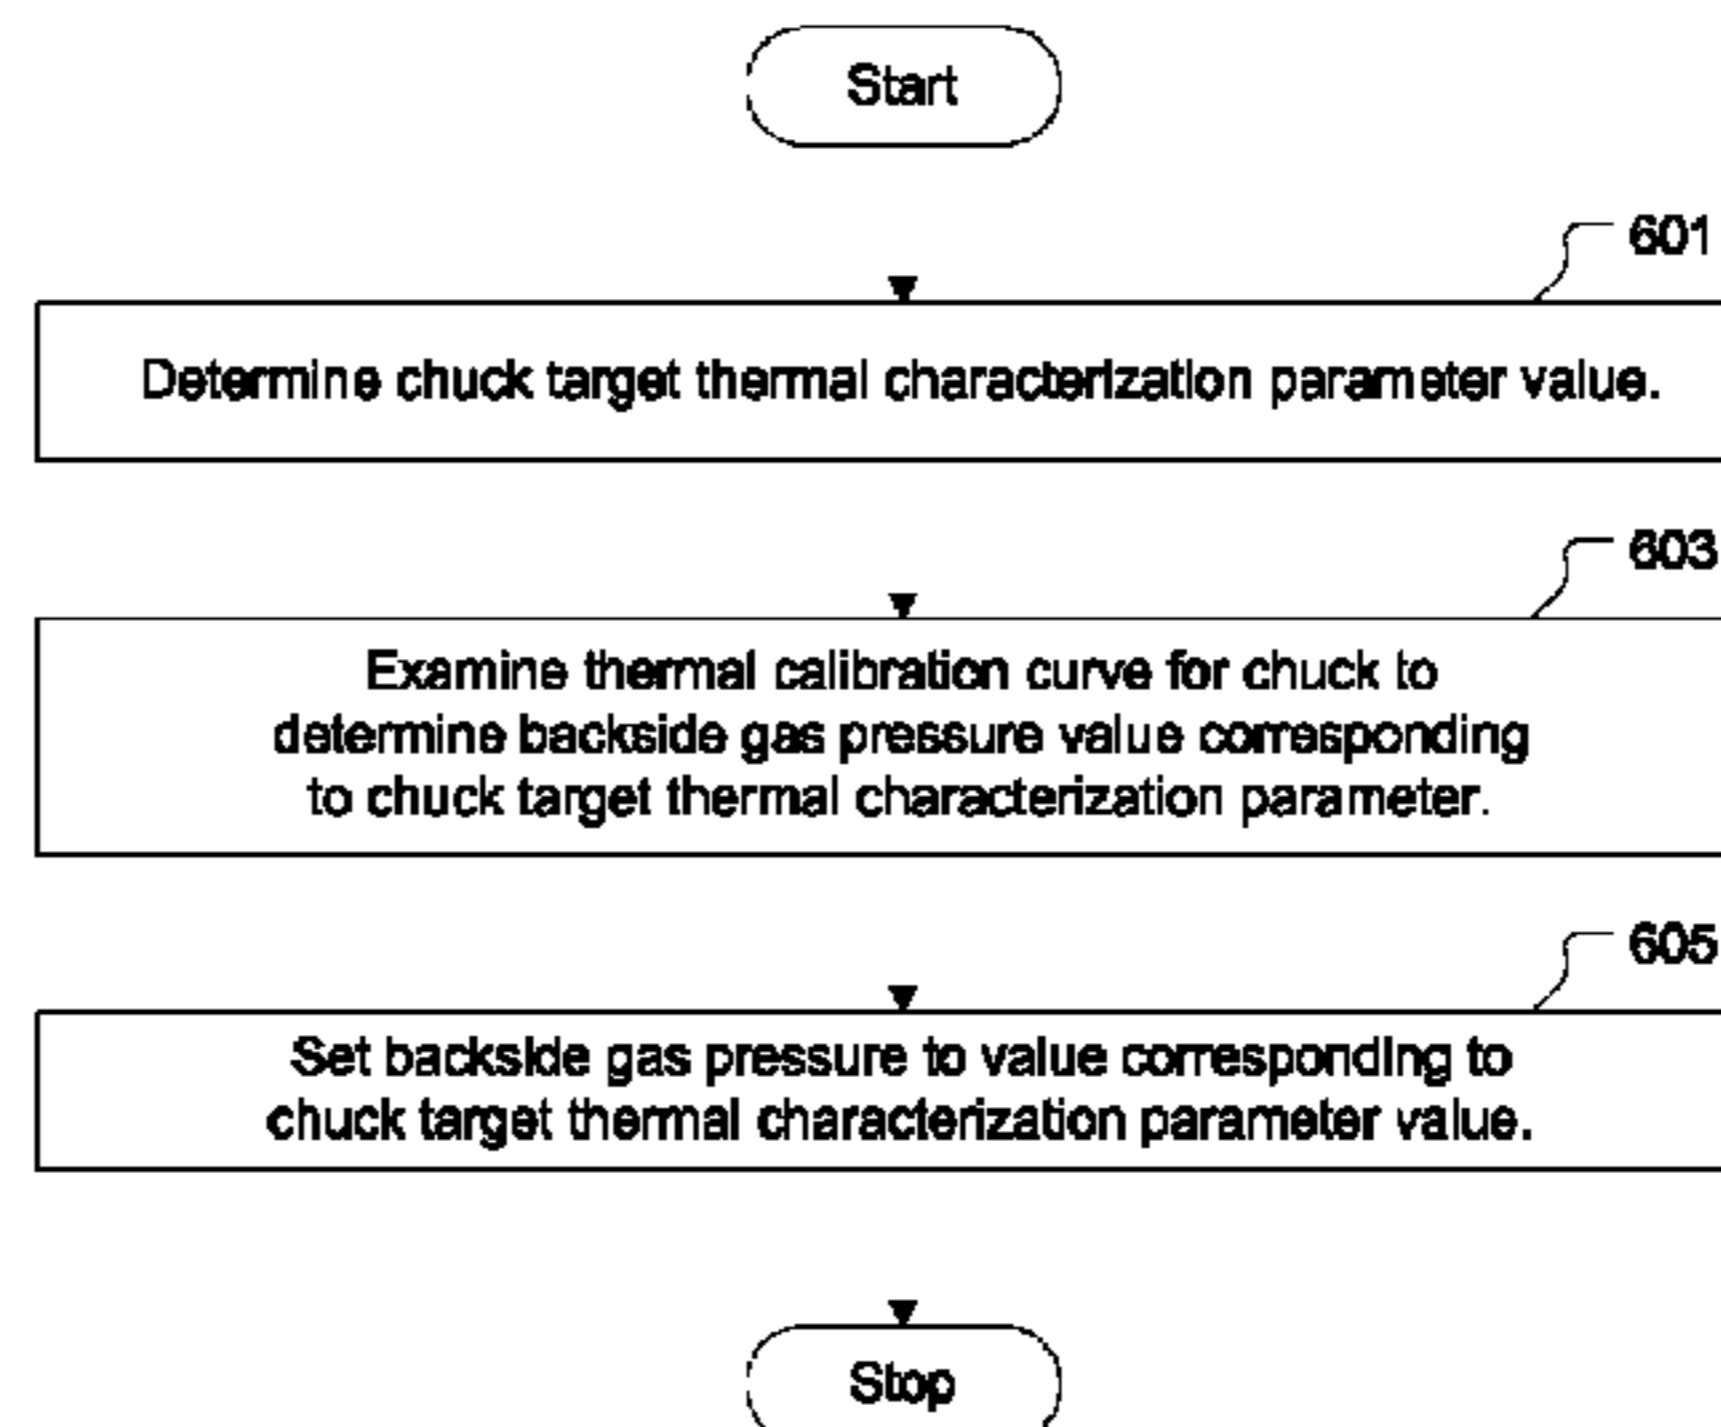 Start
601
Determine chuck target thermal characterization parameter value.
603
Examine thermal calibration curve for chuck to
determine backside gas pressure value corresponding
to chuck target thermal characterization parameter.
605
Set backside gas pressure to value corresponding to
chuck target thermal characterization parameter value.
Stop